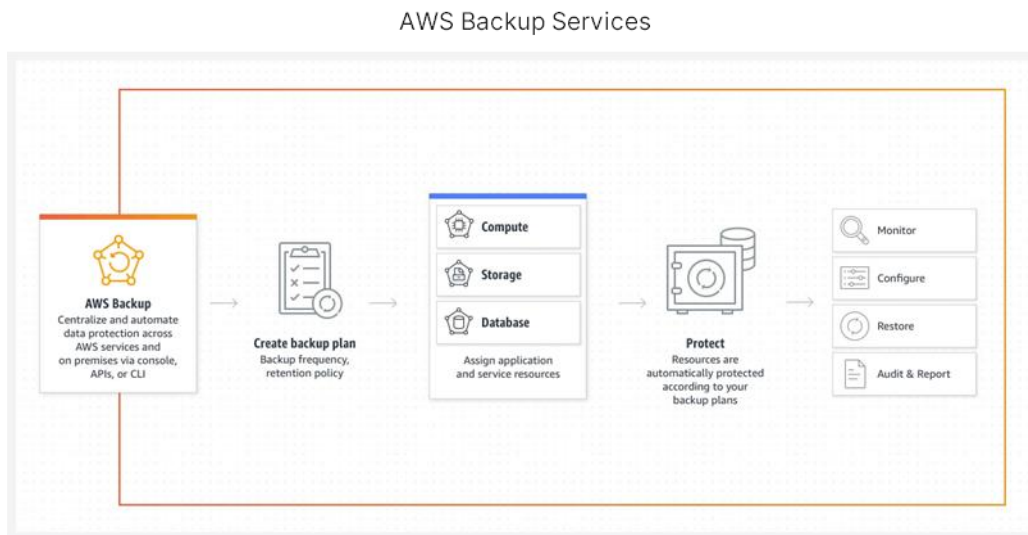 AWS Backup Services
AWS Backup
Centralize and automate
data protection across
AWS services and
on premises via console,
APIs, or CLI
Create backup plan
Backup frequency,
retention policy
Compute
Storage
Database
Assign application
and service resources
Protect
Resources are
automatically protected
according to your
backup plans
Monitor
Configure
Restore
Audit & Report